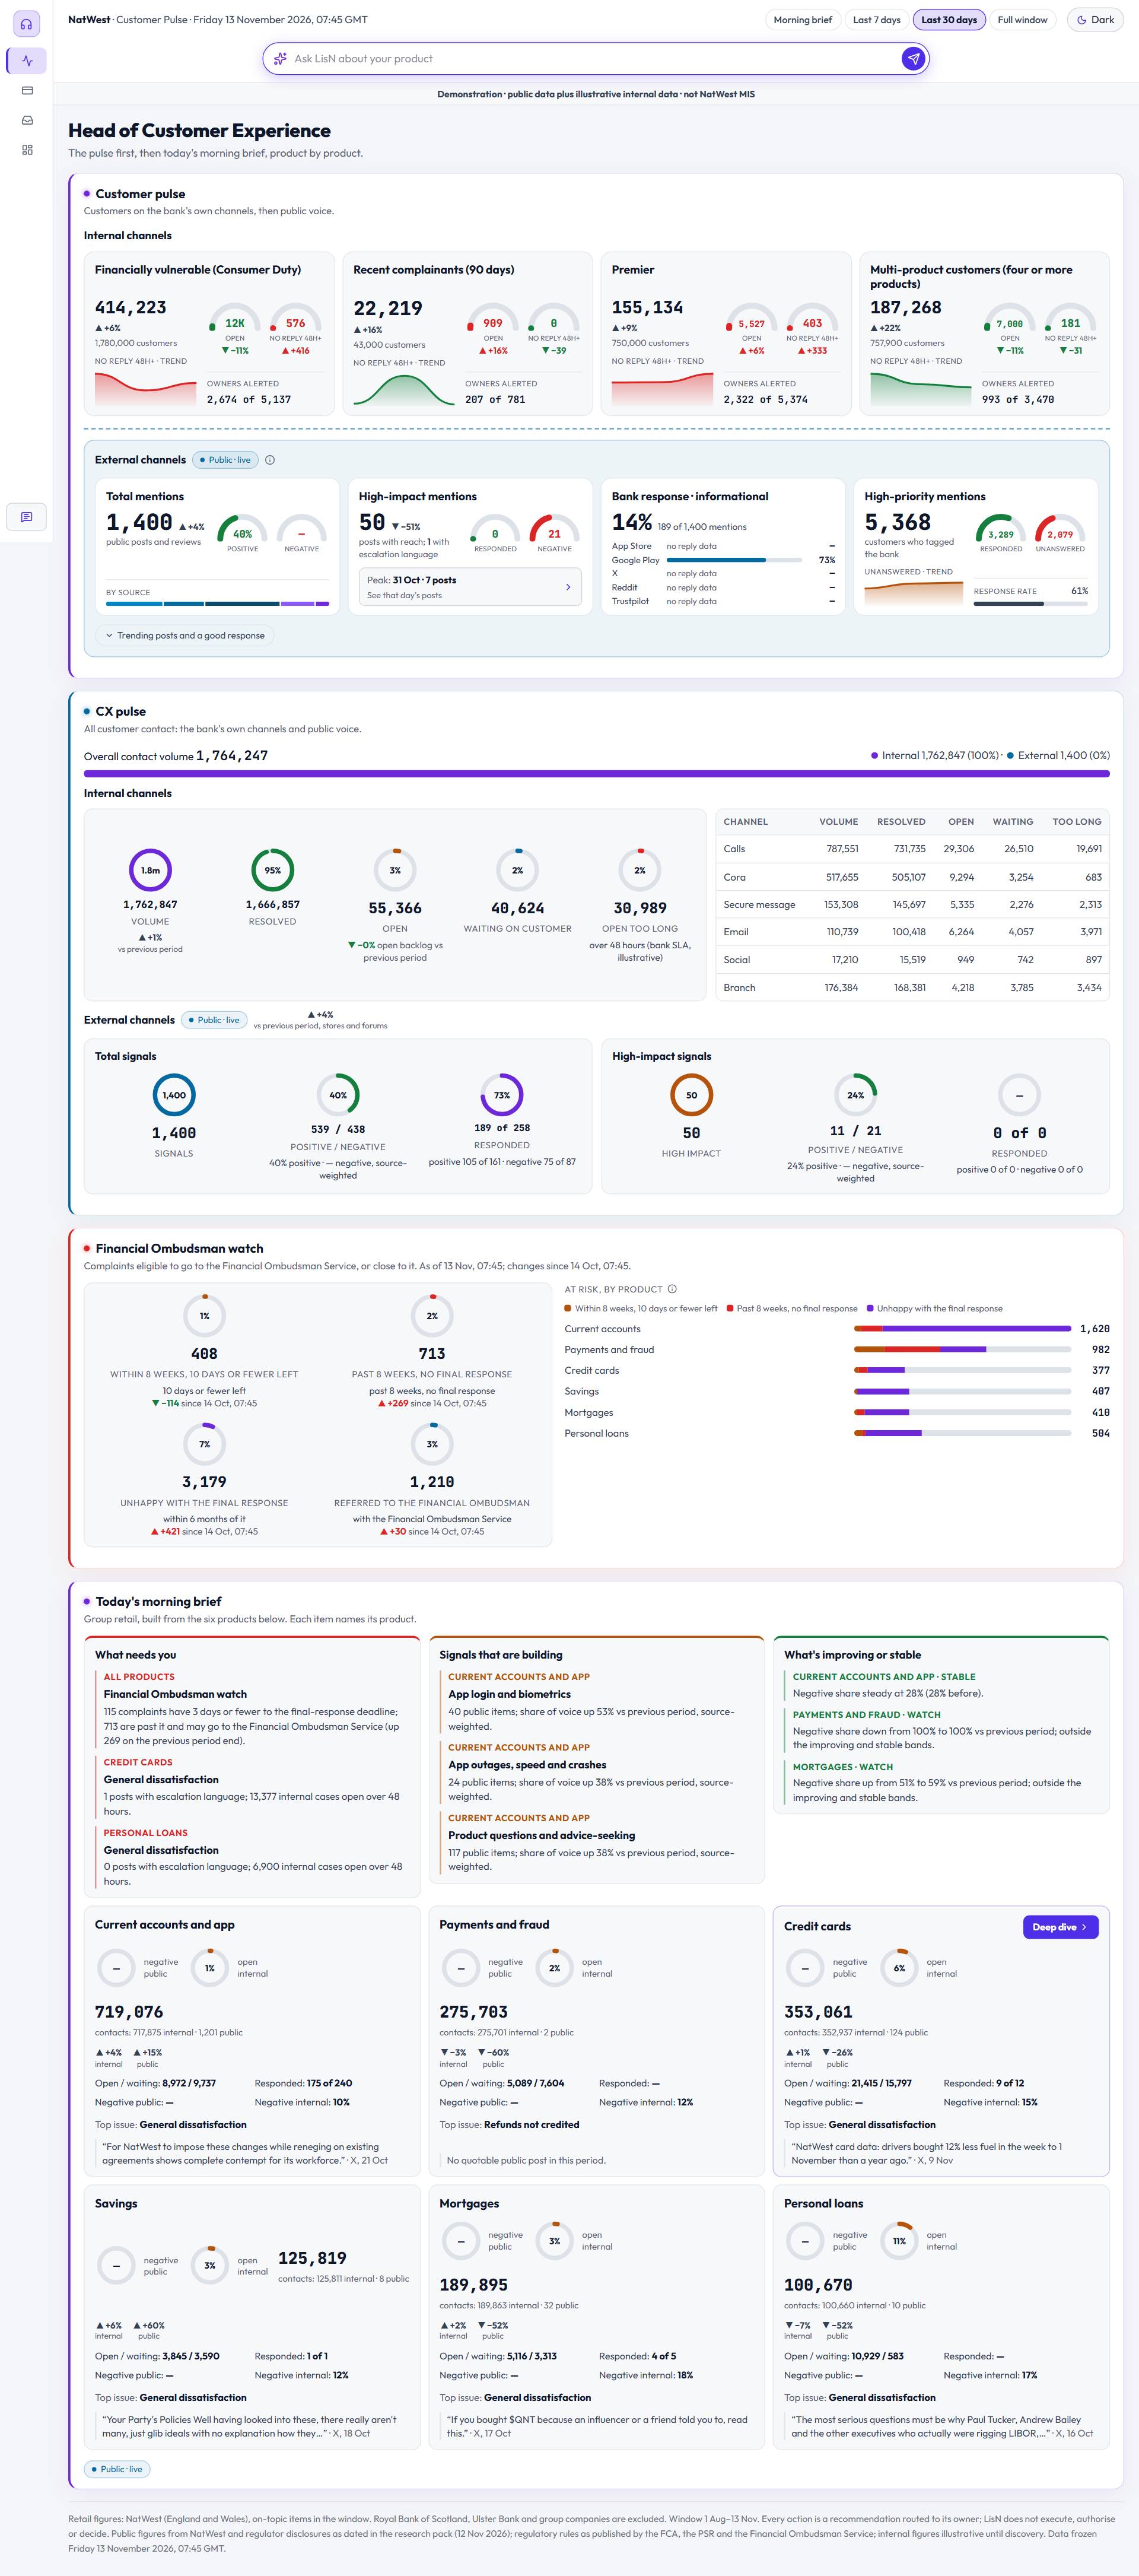 NatWest · Customer Pulse · Friday 13 November 2026, 07:45 GMT
Morning brief
Last 7 days
Last 30 days
Full window
Dark
Ask LisN about your product
Demonstration · public data plus illustrative internal data · not NatWest MIS
Head of Customer Experience
The pulse first, then today's morning brief, product by product.
Customer pulse
Customers on the bank's own channels, then public voice.
Internal channels
Financially vulnerable (Consumer Duty)
414,223
▲ +6%
1,780,000 customers
12K
OPEN
▼ −11%
576
NO REPLY 48H+
▲ +416
NO REPLY 48H+ · TREND
OWNERS ALERTED
2,674 of 5,137
Recent complainants (90 days)
22,219
▲ +16%
43,000 customers
909
OPEN
▲ +16%
0
NO REPLY 48H+
▼ −39
NO REPLY 48H+ · TREND
OWNERS ALERTED
207 of 781
Premier
155,134
▲ +9%
750,000 customers
5,527
OPEN
▲ +6%
403
NO REPLY 48H+
▲ +333
NO REPLY 48H+ · TREND
OWNERS ALERTED
2,322 of 5,374
Multi-product customers (four or more
products)
187,268
▲ +22%
757,900 customers
7,000
OPEN
▼ −11%
181
NO REPLY 48H+
▼ −31
NO REPLY 48H+ · TREND
OWNERS ALERTED
993 of 3,470
External channels
Public · live
Total mentions
1,400 ▲ +4%
public posts and reviews
40%
POSITIVE
—
NEGATIVE
BY SOURCE
High-impact mentions
50 ▼ −51%
posts with reach; 1 with
escalation language
0
RESPONDED
21
NEGATIVE
Peak: 31 Oct · 7 posts
See that day's posts
Bank response · informational
14% 189 of 1,400 mentions
App Store no reply data —
Google Play 73%
X no reply data —
Reddit no reply data —
Trustpilot no reply data —
High-priority mentions
5,368
customers who tagged
the bank
3,289
RESPONDED
2,079
UNANSWERED
UNANSWERED · TREND
RESPONSE RATE 61%
Trending posts and a good response
CX pulse
All customer contact: the bank's own channels and public voice.
Overall contact volume 1,764,247
Internal 1,762,847 (100%) · External 1,400 (0%)
Internal channels
1.8m
1,762,847
VOLUME
▲ +1%
vs previous period
95%
1,666,857
RESOLVED
3%
55,366
OPEN
▼ −0% open backlog vs
previous period
2%
40,624
WAITING ON CUSTOMER
2%
30,989
OPEN TOO LONG
over 48 hours (bank SLA,
illustrative)
CHANNEL VOLUME RESOLVED OPEN WAITING TOO LONG
Calls 787,551 731,735 29,306 26,510 19,691
Cora 517,655 505,107 9,294 3,254 683
Secure message 153,308 145,697 5,335 2,276 2,313
Email 110,739 100,418 6,264 4,057 3,971
Social 17,210 15,519 949 742 897
Branch 176,384 168,381 4,218 3,785 3,434
External channels
Public · live
▲ +4%
vs previous period, stores and forums
Total signals
1,400
1,400
SIGNALS
40%
539 / 438
POSITIVE / NEGATIVE
40% positive · — negative, source-
weighted
73%
189 of 258
RESPONDED
positive 105 of 161 · negative 75 of 87
High-impact signals
50
50
HIGH IMPACT
24%
11 / 21
POSITIVE / NEGATIVE
24% positive · — negative, source-
weighted
—
0 of 0
RESPONDED
positive 0 of 0 · negative 0 of 0
Financial Ombudsman watch
Complaints eligible to go to the Financial Ombudsman Service, or close to it. As of 13 Nov, 07:45; changes since 14 Oct, 07:45.
1%
408
WITHIN 8 WEEKS, 10 DAYS OR FEWER LEFT
10 days or fewer left
▼ −114 since 14 Oct, 07:45
2%
713
PAST 8 WEEKS, NO FINAL RESPONSE
past 8 weeks, no final response
▲ +269 since 14 Oct, 07:45
7%
3,179
UNHAPPY WITH THE FINAL RESPONSE
within 6 months of it
▲ +421 since 14 Oct, 07:45
3%
1,210
REFERRED TO THE FINANCIAL OMBUDSMAN
with the Financial Ombudsman Service
▲ +30 since 14 Oct, 07:45
AT RISK, BY PRODUCT
Within 8 weeks, 10 days or fewer left Past 8 weeks, no final response Unhappy with the final response
Current accounts 1,620
Payments and fraud 982
Credit cards 377
Savings 407
Mortgages 410
Personal loans 504
Today's morning brief
Group retail, built from the six products below. Each item names its product.
What needs you
ALL PRODUCTS
Financial Ombudsman watch
115 complaints have 3 days or fewer to the final-response deadline;
713 are past it and may go to the Financial Ombudsman Service (up
269 on the previous period end).
CREDIT CARDS
General dissatisfaction
1 posts with escalation language; 13,377 internal cases open over 48
hours.
PERSONAL LOANS
General dissatisfaction
0 posts with escalation language; 6,900 internal cases open over 48
hours.
Signals that are building
CURRENT ACCOUNTS AND APP
App login and biometrics
40 public items; share of voice up 53% vs previous period, source-
weighted.
CURRENT ACCOUNTS AND APP
App outages, speed and crashes
24 public items; share of voice up 38% vs previous period, source-
weighted.
CURRENT ACCOUNTS AND APP
Product questions and advice-seeking
117 public items; share of voice up 38% vs previous period, source-
weighted.
What's improving or stable
CURRENT ACCOUNTS AND APP · STABLE
Negative share steady at 28% (28% before).
PAYMENTS AND FRAUD · WATCH
Negative share down from 100% to 100% vs previous period; outside
the improving and stable bands.
MORTGAGES · WATCH
Negative share up from 51% to 59% vs previous period; outside the
improving and stable bands.
Current accounts and app
— negative
public
1% open
internal
719,076
contacts: 717,875 internal · 1,201 public
▲ +4% ▲ +15%
internal public
Open / waiting: 8,972 / 9,737 Responded: 175 of 240
Negative public: — Negative internal: 10%
Top issue: General dissatisfaction
“For NatWest to impose these changes while reneging on existing
agreements shows complete contempt for its workforce.” · X, 21 Oct
Payments and fraud
— negative
public
2% open
internal
275,703
contacts: 275,701 internal · 2 public
▼ −3% ▼ −60%
internal public
Open / waiting: 5,089 / 7,604 Responded: —
Negative public: — Negative internal: 12%
Top issue: Refunds not credited
No quotable public post in this period.
Credit cards
Deep dive
— negative
public
6% open
internal
353,061
contacts: 352,937 internal · 124 public
▲ +1% ▼ −26%
internal public
Open / waiting: 21,415 / 15,797 Responded: 9 of 12
Negative public: — Negative internal: 15%
Top issue: General dissatisfaction
“NatWest card data: drivers bought 12% less fuel in the week to 1
November than a year ago.” · X, 9 Nov
Savings
— negative
public
3% open
internal
125,819
contacts: 125,811 internal · 8 public
▲ +6% ▲ +60%
internal public
Open / waiting: 3,845 / 3,590 Responded: 1 of 1
Negative public: — Negative internal: 12%
Top issue: General dissatisfaction
“Your Party's Policies Well having looked into these, there really aren't
many, just glib ideals with no explanation how they…” · X, 18 Oct
Mortgages
— negative
public
3% open
internal
189,895
contacts: 189,863 internal · 32 public
▲ +2% ▼ −52%
internal public
Open / waiting: 5,116 / 3,313 Responded: 4 of 5
Negative public: — Negative internal: 18%
Top issue: General dissatisfaction
“If you bought $QNT because an influencer or a friend told you to, read
this.” · X, 17 Oct
Personal loans
— negative
public
11% open
internal
100,670
contacts: 100,660 internal · 10 public
▼ −7% ▼ −52%
internal public
Open / waiting: 10,929 / 583 Responded: —
Negative public: — Negative internal: 17%
Top issue: General dissatisfaction
“The most serious questions must be why Paul Tucker, Andrew Bailey
and the other executives who actually were rigging LIBOR,…” · X, 16 Oct
Public · live
Retail figures: NatWest (England and Wales), on-topic items in the window. Royal Bank of Scotland, Ulster Bank and group companies are excluded. Window 1 Aug–13 Nov. Every action is a recommendation routed to its owner; LisN does not execute, authorise
or decide. Public figures from NatWest and regulator disclosures as dated in the research pack (12 Nov 2026); regulatory rules as published by the FCA, the PSR and the Financial Ombudsman Service; internal figures illustrative until discovery. Data frozen
Friday 13 November 2026, 07:45 GMT.